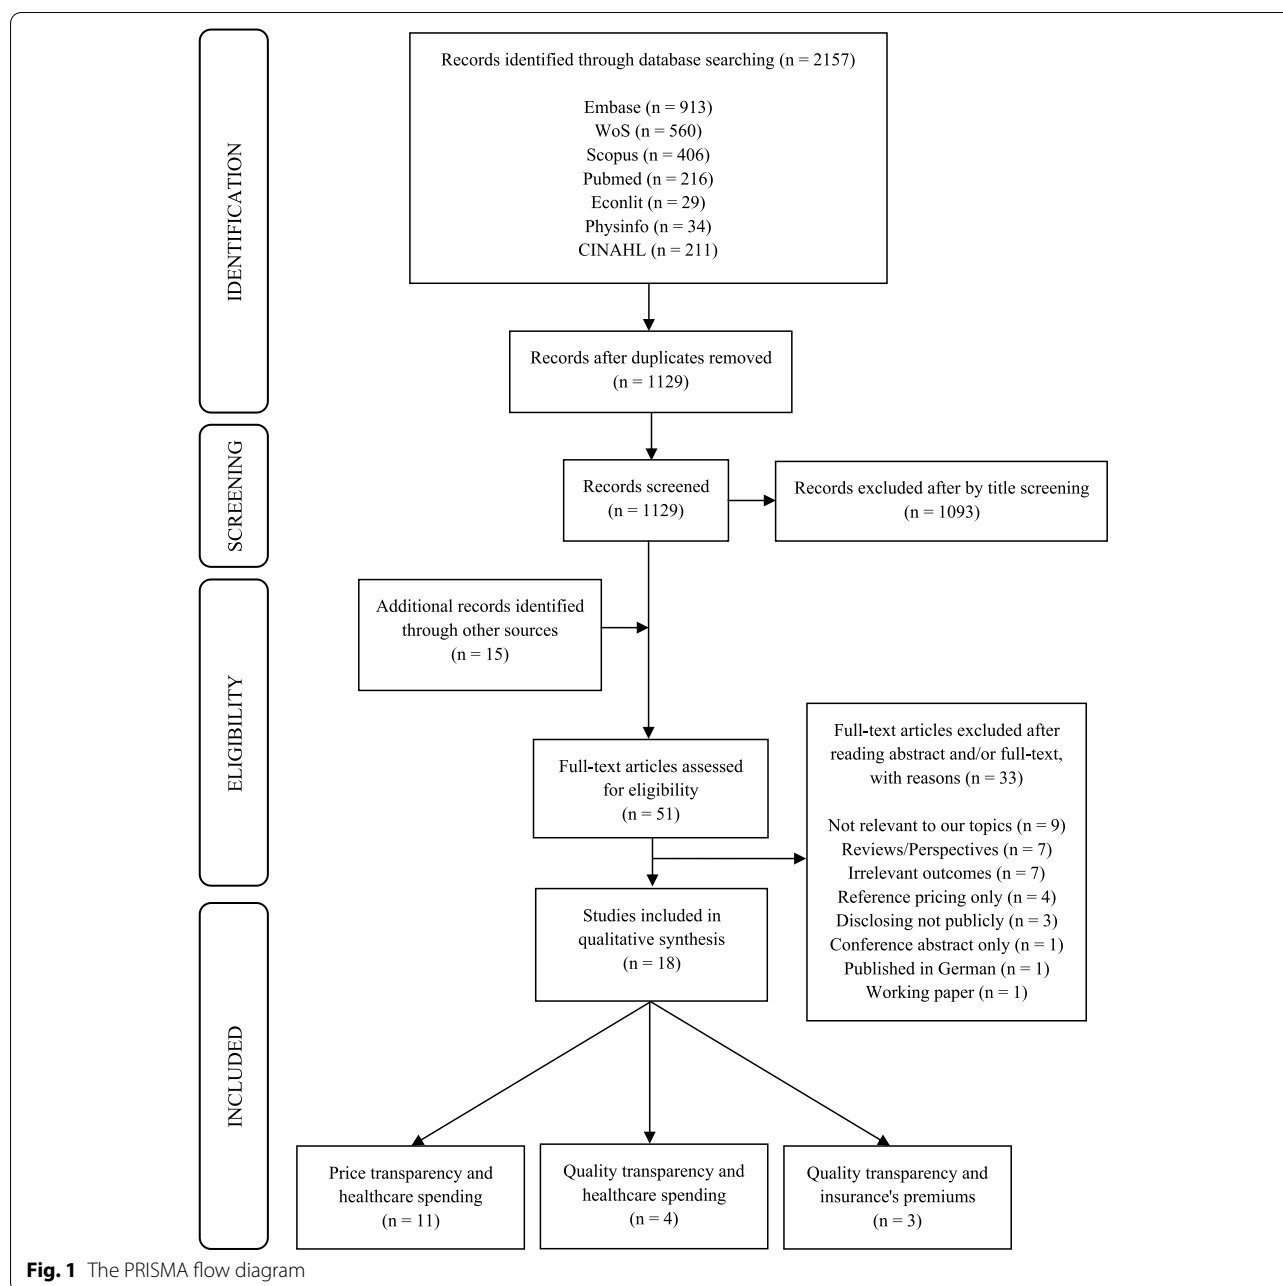 IDENTIFICATION
Records identified through database searching (n = 2157)
Embase (n = 913)
WoS (n = 560)
Scopus (n = 406)
Pubmed (n = 216)
Econlit (n = 29)
Physinfo (n = 34)
CINAHL (n = 211)
Records after duplicates removed
(n = 1129)
SCREENING
Records screened
(n = 1129)
Records excluded after by title screening
(n = 1093)
ELIGIBILITY
Additional records identified
through other sources
(n = 15)
Full-text articles assessed
for eligibility
(n = 51)
Full-text articles excluded after
reading abstract and/or full-text,
with reasons (n = 33)
Not relevant to our topics (n = 9)
Reviews/Perspectives (n = 7)
Irrelevant outcomes (n = 7)
Reference pricing only (n = 4)
Disclosing not publicly (n = 3)
Conference abstract only (n = 1)
Published in German (n = 1)
Working paper (n = 1)
INCLUDED
Studies included in
qualitative synthesis
(n = 18)
Price transparency and
healthcare spending
(n = 11)
Quality transparency and
healthcare spending
(n = 4)
Quality transparency and
insurance's premiums
(n = 3)
Fig. 1 The PRISMA flow diagram